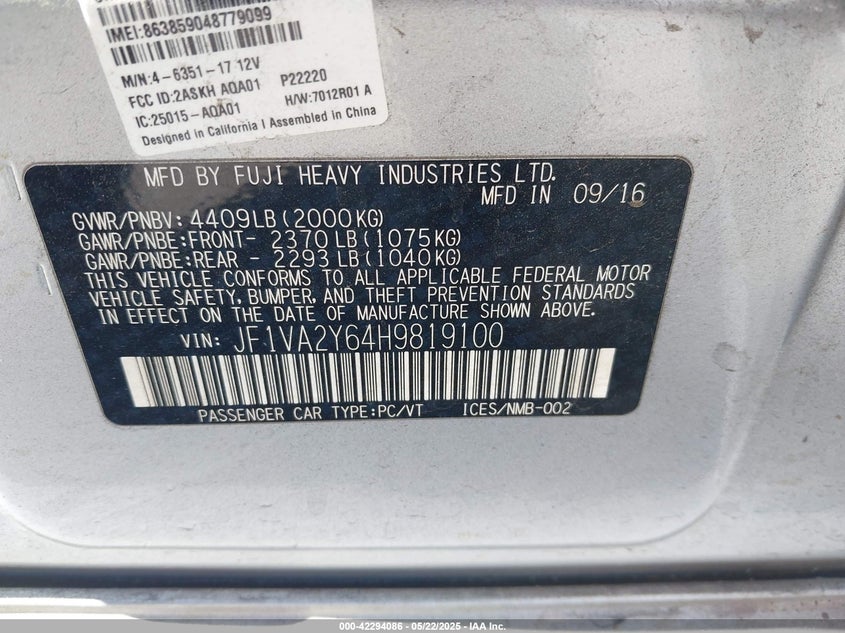 IMEI:863859048779099
M/N:4-6351-17 12V
FCC ID:2ASKH AQA01 P22220
IC:25015-AQA01 H/W:7012R01 A
Designed in California I Assembled in China
MFD BY FUJI HEAVY INDUSTRIES LTD.
MFD IN 09/16
GVWR/PNBV: 4409LB(2000KG)
GAWR/PNBE:FRONT- 2370LB(1075KG)
GAWR/PNBE:REAR - 2293LB(1040KG)
THIS VEHICLE CONFORMS TO ALL APPLICABLE FEDERAL MOTOR
VEHICLE SAFETY, BUMPER, AND THEFT PREVENTION STANDARDS
IN EFFECT ON THE DATE OF MANUFACTURE SHOWN ABOVE.
VIN: JF1VA2Y64H9819100
PASSENGER CAR TYPE:PC/VT ICES/NMB-002
000-42294086 - 05/22/2025 - IAA Inc.